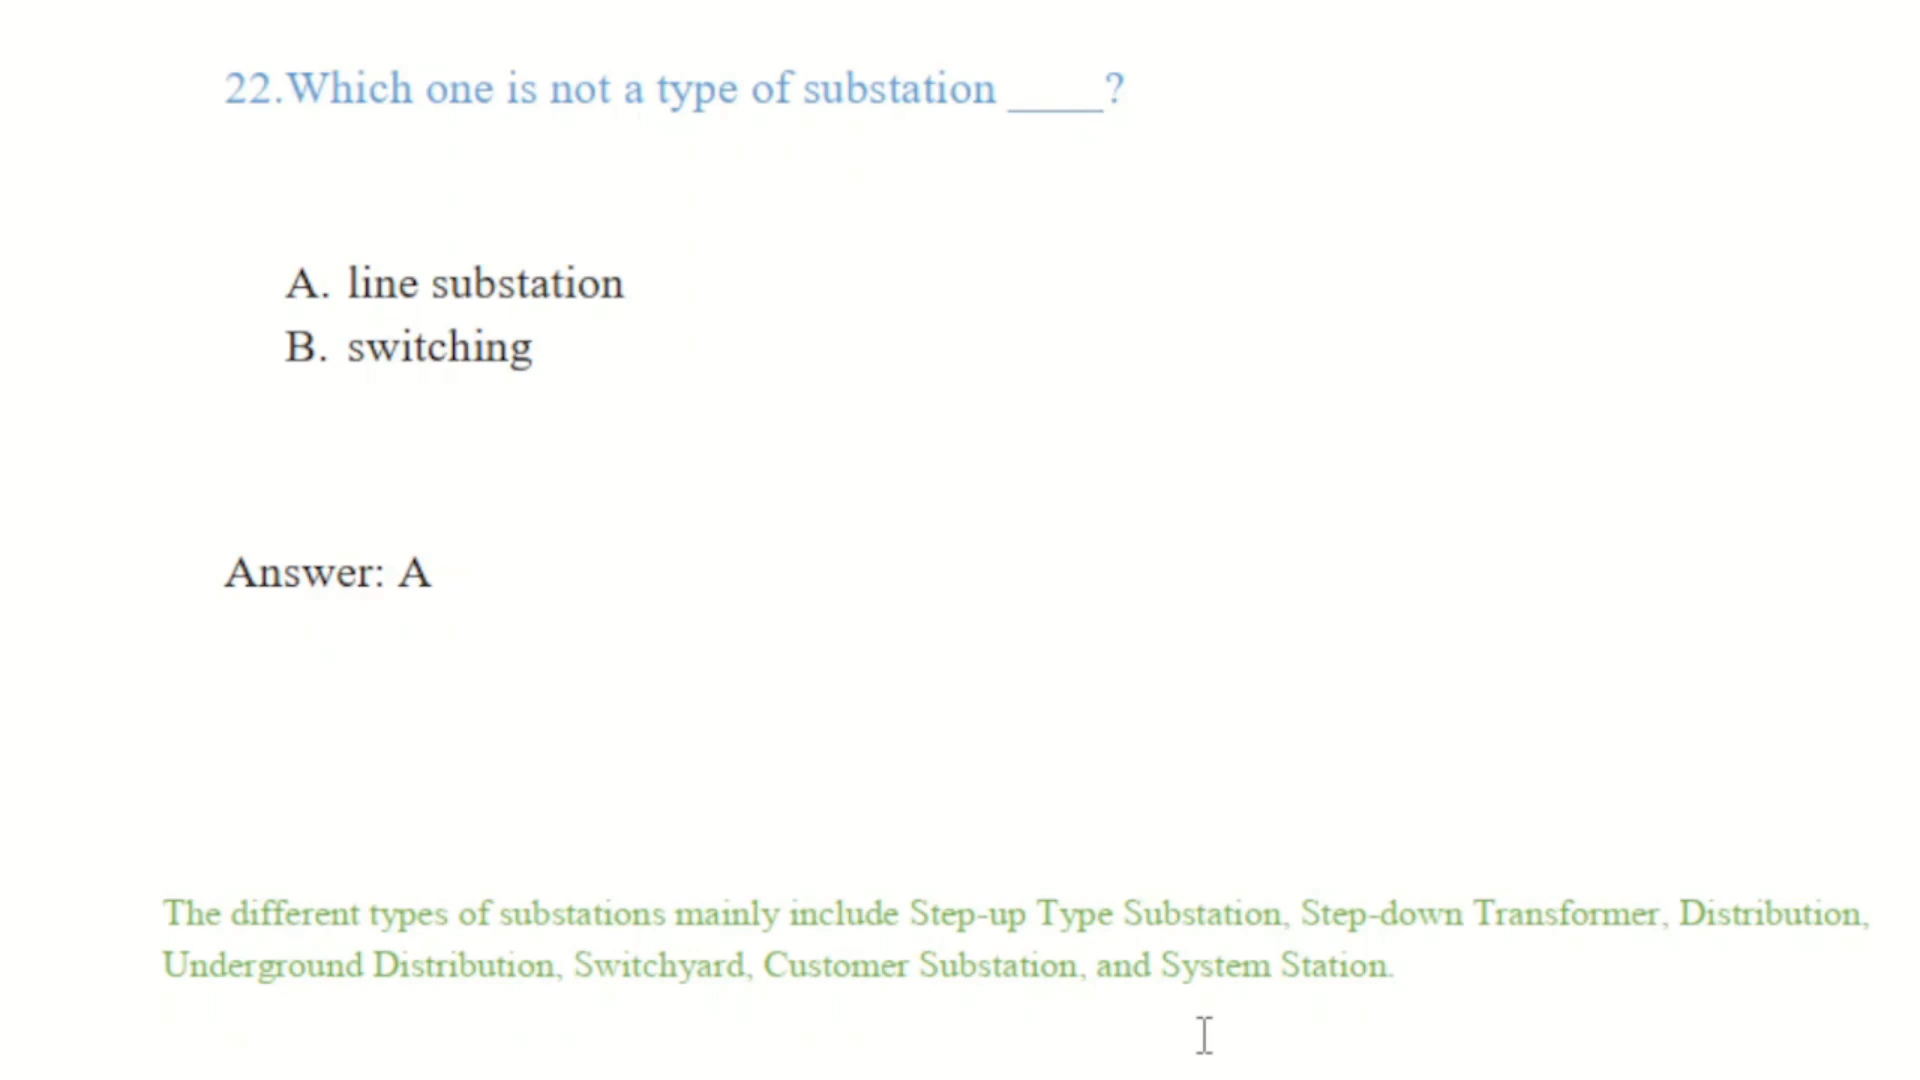 22.Which one is not a type of substation ____?
A. line substation
B. switching
Answer: A
The different types of substations mainly include Step-up Type Substation, Step-down Transformer, Distribution,
Underground Distribution, Switchyard, Customer Substation, and System Station.